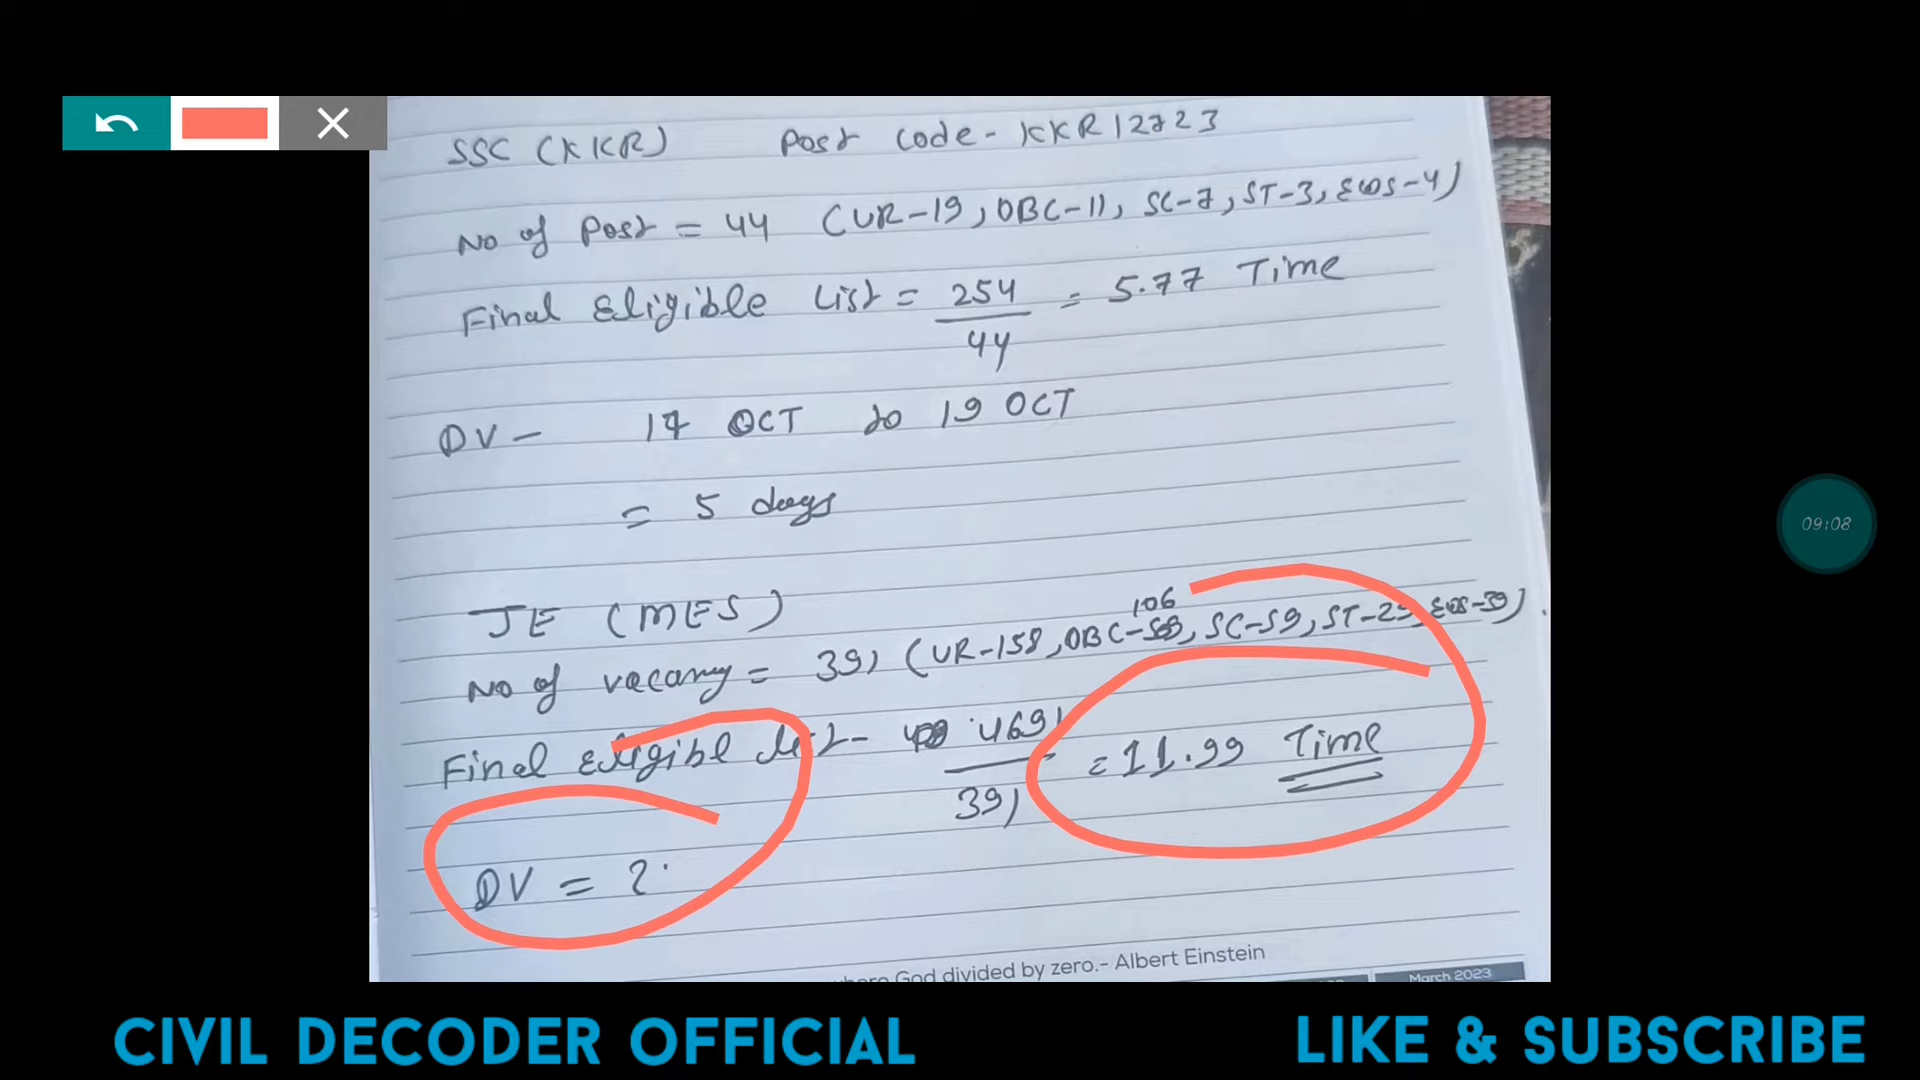 SSC (KKR) Post Code - KKR12723
No of Post = 44 (UR-19, OBC-11, SC-7, ST-3, EWS-4)
Final Eligible List = 254 / 44 = 5.77 Time
DV - 17 OCT to 19 OCT
= 5 days
JE (MES)
106
No of vacancy = 391 (UR-158, OBC-, SC-59, ST-29, EWS-39).
Final Eligibl list - 4691 / 391 = 11.99 Time
DV = ?
God divided by zero.- Albert Einstein
March 2023
09:08
CIVIL DECODER OFFICIAL LIKE & SUBSCRIBE